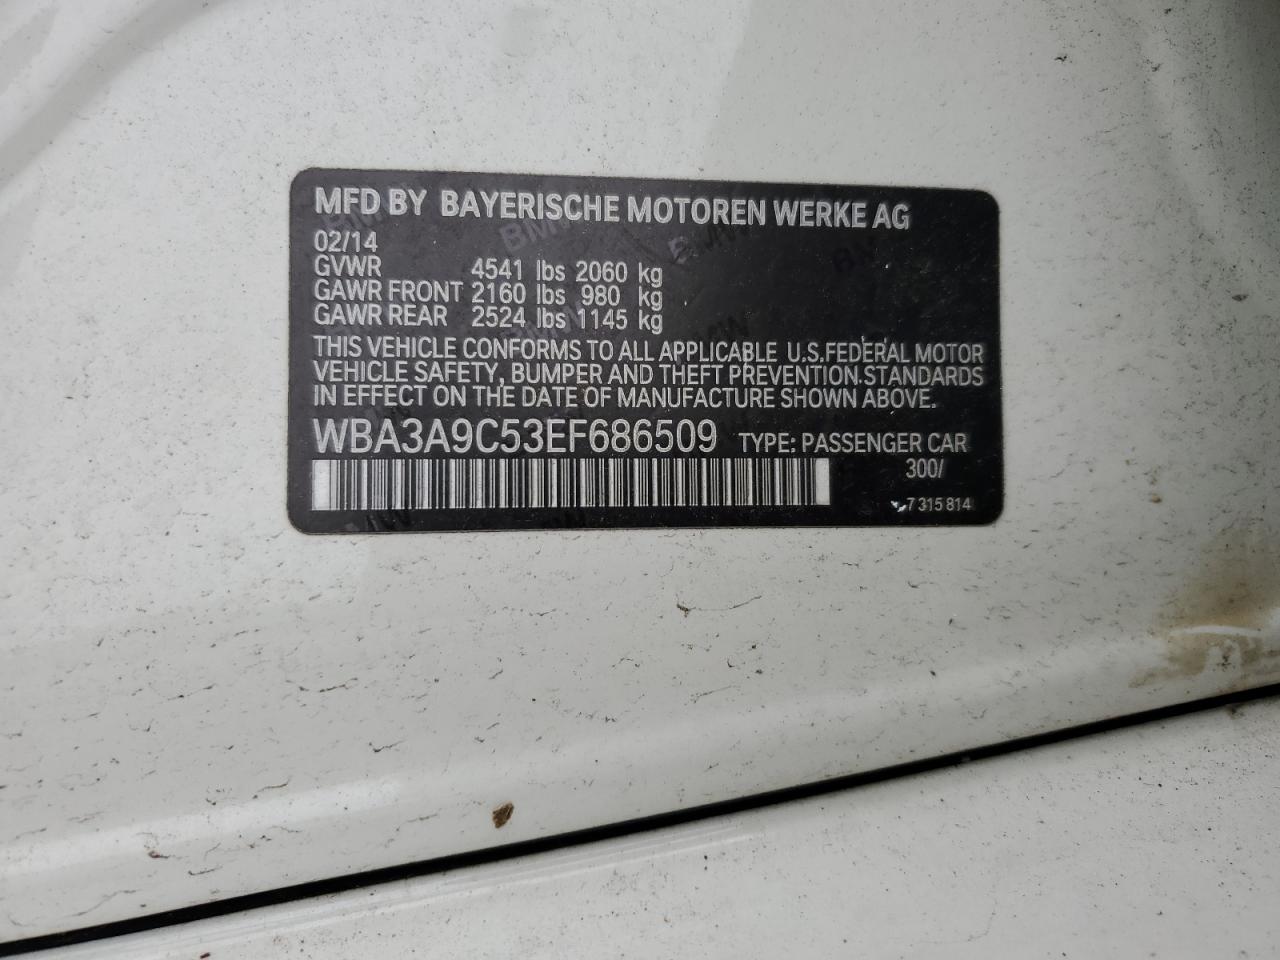 MFD BY BAYERISCHE MOTOREN WERKE AG
02/14
GVWR 4541 lbs 2060 kg
GAWR FRONT 2160 lbs 980 kg
GAWR REAR 2524 lbs 1145 kg
THIS VEHICLE CONFORMS TO ALL APPLICABLE U.S.FEDERAL MOTOR
VEHICLE SAFETY, BUMPER AND THEFT PREVENTION STANDARDS
IN EFFECT ON THE DATE OF MANUFACTURE SHOWN ABOVE.
WBA3A9C53EF686509 TYPE: PASSENGER CAR
300/
7 315 814